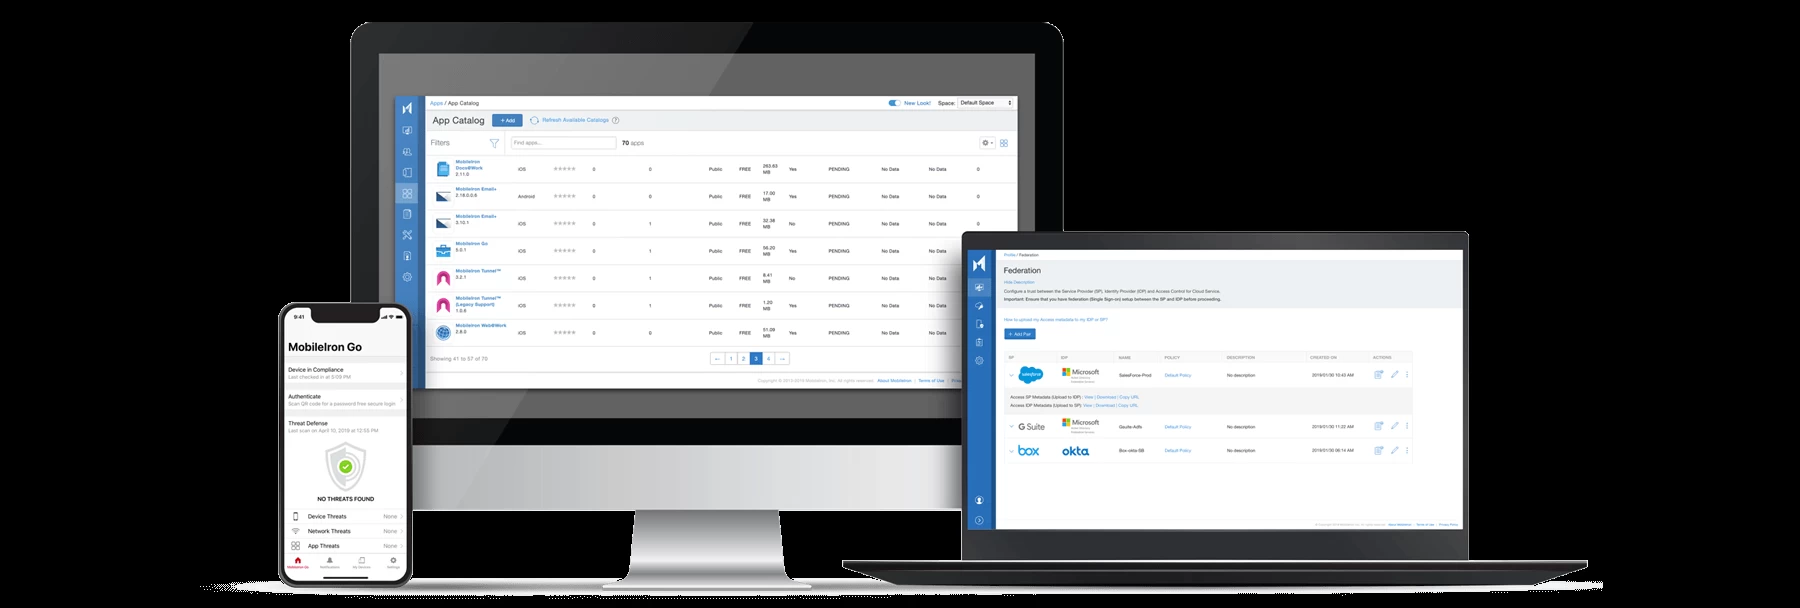 Apps / App Catalog
New Look!
Space:
Default Space
App Catalog
+ Add
Refresh Available Catalogs
Filters
Find apps...
70 apps
MobileIron Docs@Work 2.11.0 iOS 0 0 Public FREE 263.63 MB Yes PENDING No Data No Data 0
MobileIron Email+ 2.18.0.0.6 Android 0 0 Public FREE 17.00 MB Yes PENDING No Data No Data 0
MobileIron Email+ 3.10.1 iOS 0 1 Public FREE 32.38 MB No PENDING No Data No Data 0
MobileIron Go 5.0.1 iOS 0 1 Public FREE 56.20 MB Yes PENDING No Data No Data
MobileIron Tunnel™ 3.2.1 iOS 0 1 Public FREE 8.41 MB No PENDING No Data No Data
MobileIron Tunnel™ (Legacy Support) 1.0.6 iOS 0 1 Public FREE 1.20 MB Yes PENDING No Data No Data
MobileIron Web@Work 2.8.0 iOS 0 1 Public FREE 51.09 MB Yes PENDING No Data No Data
Showing 41 to 57 of 70
← 1 2 3 4 →
Copyright © 2013-2019 MobileIron, Inc. All rights reserved. About MobileIron | Terms of Use |
9:41
MobileIron Go
Device in Compliance
Last checked in at 5:09 PM
Authenticate
Scan QR code for a password free secure login
Threat Defense
Last scan on April 10, 2019 at 12:55 PM
NO THREATS FOUND
Device Threats None
Network Threats None
App Threats None
MobileIron Go
Notifications
My Devices
Settings
Profile / Federation
Federation
Hide Description
Configure a trust between the Service Provider (SP), Identity Provider (IDP) and Access Control for Cloud Service.
Important: Ensure that you have federation (Single Sign-on) setup between the SP and IDP before proceeding.
How to upload my Access metadata to my IDP or SP?
+ Add Pair
SP IDP NAME POLICY DESCRIPTION CREATED ON ACTIONS
salesforce Microsoft SalesForce-Prod Default Policy No description 2019/01/30 10:43 AM
Access SP Metadata (Upload to IDP) : View | Download | Copy URL
Access IDP Metadata (Upload to SP): View | Download | Copy URL
G Suite Microsoft Gsuite-Adfs Default Policy No description 2019/01/30 11:23 AM
box okta Box-okta-SB Default Policy No description 2019/01/30 06:14 AM
About MobileIron
Terms of Use
Privacy Policy